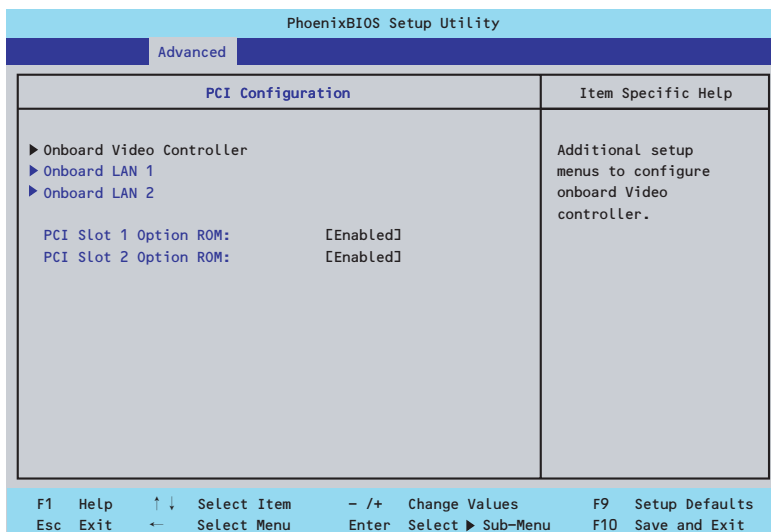 PhoenixBIOS Setup Utility
Advanced
PCI Configuration
Item Specific Help
▶ Onboard Video Controller
▶ Onboard LAN 1
▶ Onboard LAN 2
PCI Slot 1 Option ROM: [Enabled]
PCI Slot 2 Option ROM: [Enabled]
Additional setup
menus to configure
onboard Video
controller.
F1 Help ↑↓ Select Item – /+ Change Values F9 Setup Defaults
Esc Exit ← Select Menu Enter Select ▶ Sub–Menu F10 Save and Exit